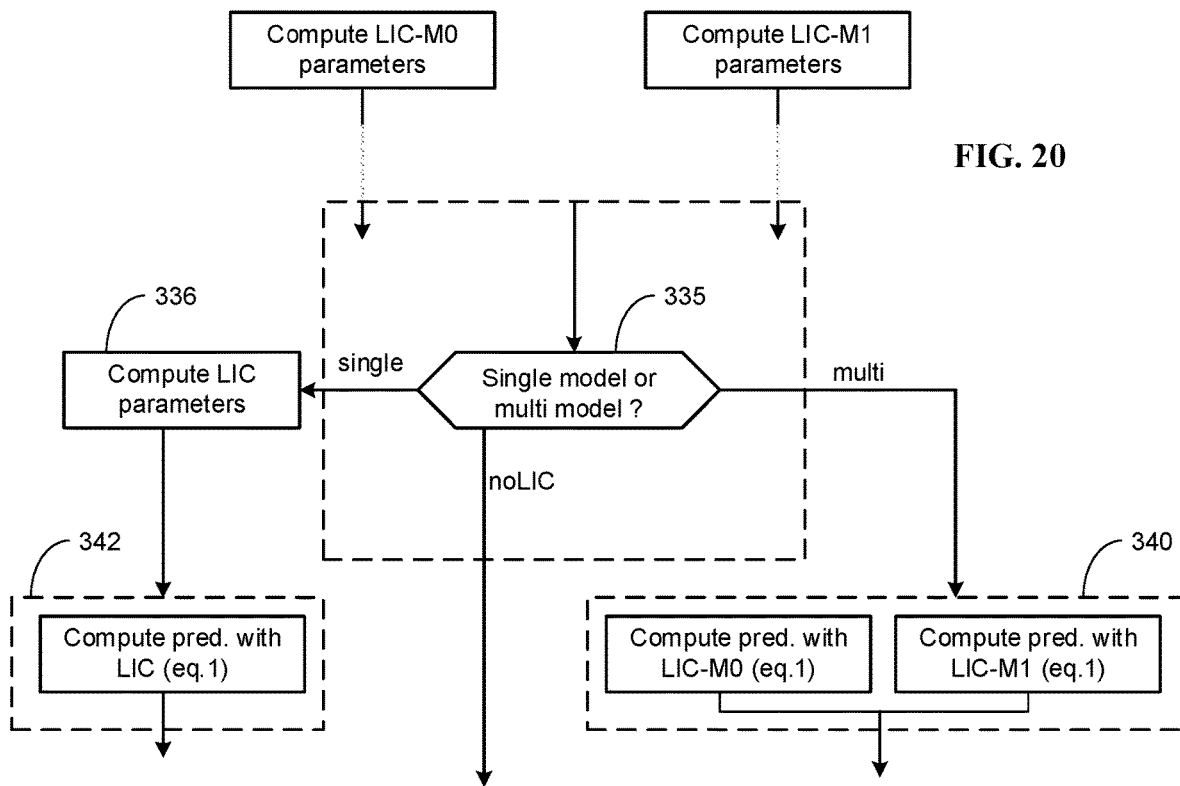 Compute LIC-M0
parameters
Compute LIC-M1
parameters
FIG. 20
336
335
Compute LIC
parameters
single
Single model or
multi model ?
multi
noLIC
342
340
Compute pred. with
LIC (eq.1)
Compute pred. with
LIC-M0 (eq.1)
Compute pred. with
LIC-M1 (eq.1)